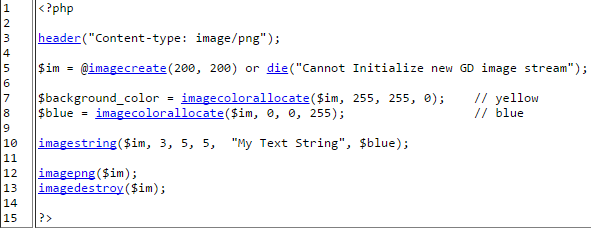 1 <?php
2
3 header("Content-type: image/png");
4
5 $im = @imagecreate(200, 200) or die("Cannot Initialize new GD image stream");
6
7 $background_color = imagecolorallocate($im, 255, 255, 0);    // yellow
8 $blue = imagecolorallocate($im, 0, 0, 255);                  // blue
9
10 imagestring($im, 3, 5, 5,  "My Text String", $blue);
11
12 imagepng($im);
13 imagedestroy($im);
14
15 ?>